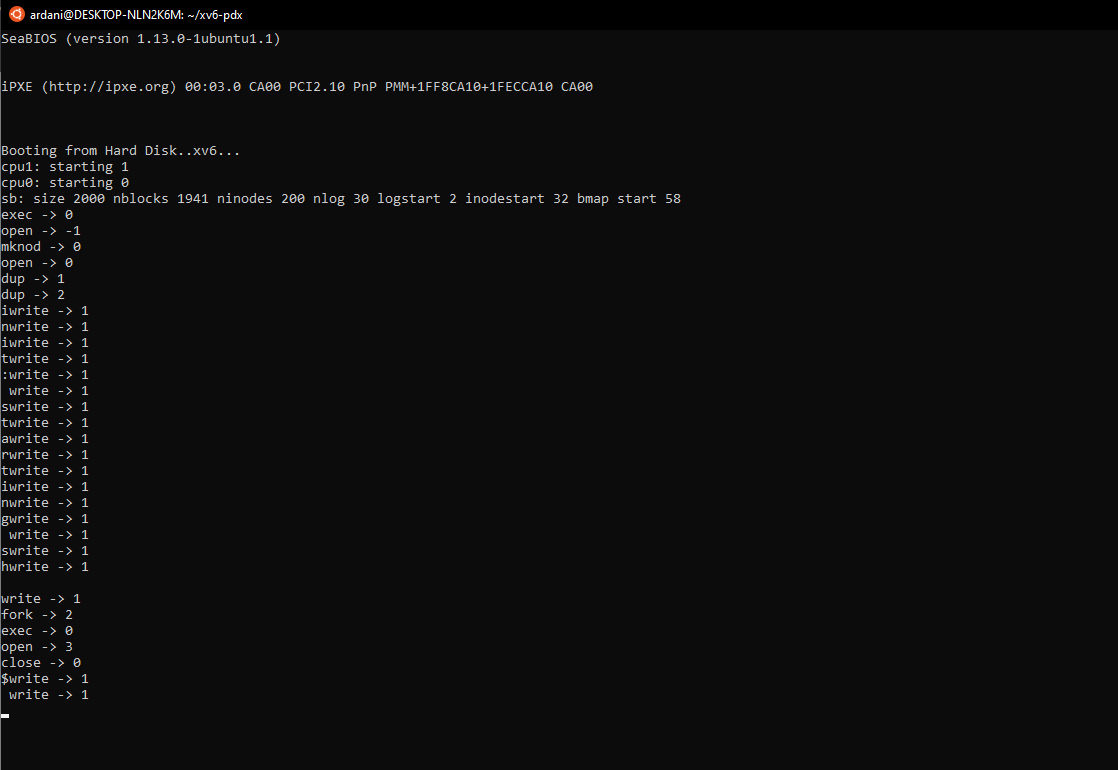 ardani@DESKTOP-NLN2K6M: ~/xv6-pdx
SeaBIOS (version 1.13.0-1ubuntu1.1)
iPXE (http://ipxe.org) 00:03.0 CA00 PCI2.10 PnP PMM+1FF8CA10+1FECCA10 CA00
Booting from Hard Disk..xv6...
cpu1: starting 1
cpu0: starting 0
sb: size 2000 nblocks 1941 ninodes 200 nlog 30 logstart 2 inodestart 32 bmap start 58
exec -> 0
open -> -1
mknod -> 0
open -> 0
dup -> 1
dup -> 2
iwrite -> 1
nwrite -> 1
iwrite -> 1
twrite -> 1
:write -> 1
 write -> 1
swrite -> 1
twrite -> 1
awrite -> 1
rwrite -> 1
twrite -> 1
iwrite -> 1
nwrite -> 1
gwrite -> 1
 write -> 1
swrite -> 1
hwrite -> 1
write -> 1
fork -> 2
exec -> 0
open -> 3
close -> 0
$write -> 1
 write -> 1